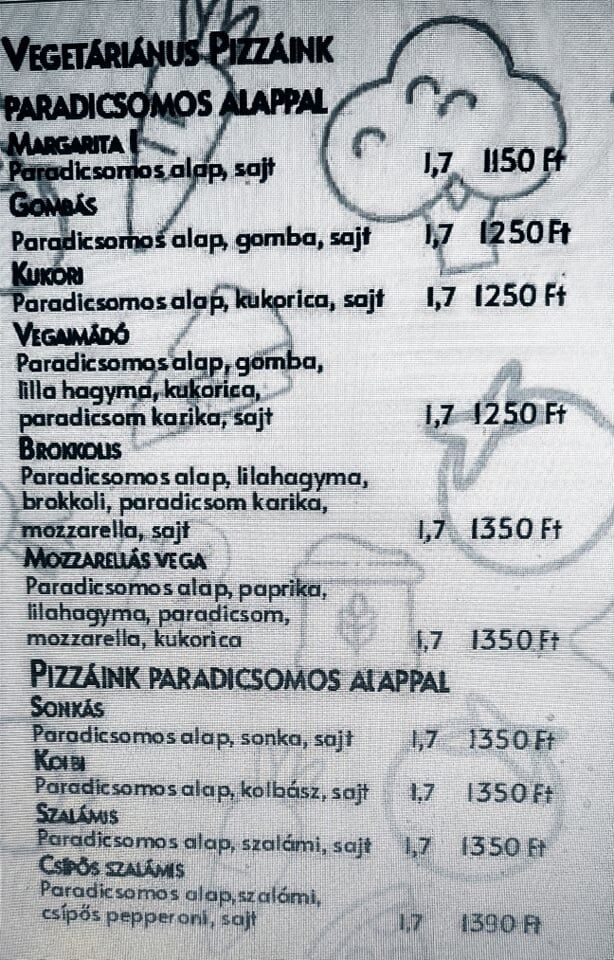 VEGETÁRIÁNUS PIZZÁINK
PARADICSOMOS ALAPPAL
MARGARITA I
Paradicsomos alap, sajt 1,7 1150 Ft
GOMBÁS
Paradicsomos alap, gomba, sajt 1,7 1250 Ft
KUKORI
Paradicsomos alap, kukorica, sajt 1,7 1250 Ft
VEGAIMÁDÓ
Paradicsomos alap, gomba,
lilla hagyma, kukorica,
paradicsom karika, sajt 1,7 1250 Ft
BROKKOLIS
Paradicsomos alap, lilahagyma,
brokkoli, paradicsom karika,
mozzarella, sajt 1,7 1350 Ft
MOZZARELLÁS VEGA
Paradicsomos alap, paprika,
lilahagyma, paradicsom,
mozzarella, kukorica 1,7 1350 Ft
PIZZÁINK PARADICSOMOS ALAPPAL
SONKÁS
Paradicsomos alap, sonka, sajt 1,7 1350 Ft
KOLBI
Paradicsomos alap, kolbász, sajt 1,7 1350 Ft
SZALÁMIS
Paradicsomos alap, szalámi, sajt 1,7 1350 Ft
CSÍPŐS SZALÁMIS
Paradicsomos alap,szalámi,
csípős pepperoni, sajt 1,7 1390 Ft